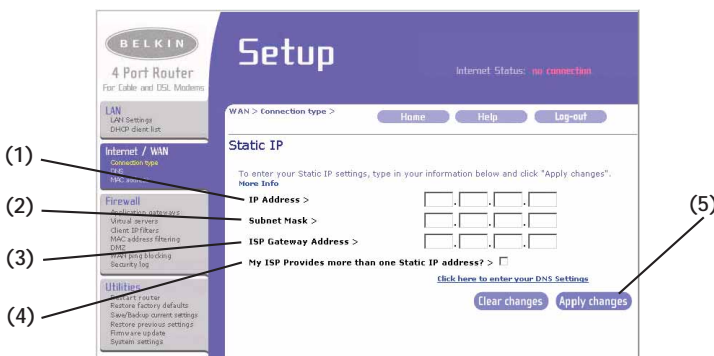 BELKIN
4 Port Router
For Cable and DSL Modems
Setup
Internet Status: no connection
LAN
LAN Settings
DHCP client list
Internet / WAN
Connection type
DNS
MAC address
Firewall
Application gateways
Virtual servers
Client IP filters
MAC address filtering
DMZ
WAN ping blocking
Security log
Utilities
Restart router
Restore factory defaults
Save/Backup current settings
Restore previous settings
Firmware update
System settings
WAN > Connection type >
Home
Help
Log-out
Static IP
To enter your Static IP settings, type in your information below and click "Apply changes".
More Info
IP Address >
Subnet Mask >
ISP Gateway Address >
My ISP Provides more than one Static IP address? >
Click here to enter your DNS Settings
Clear changes
Apply changes
(1)
(2)
(3)
(4)
(5)